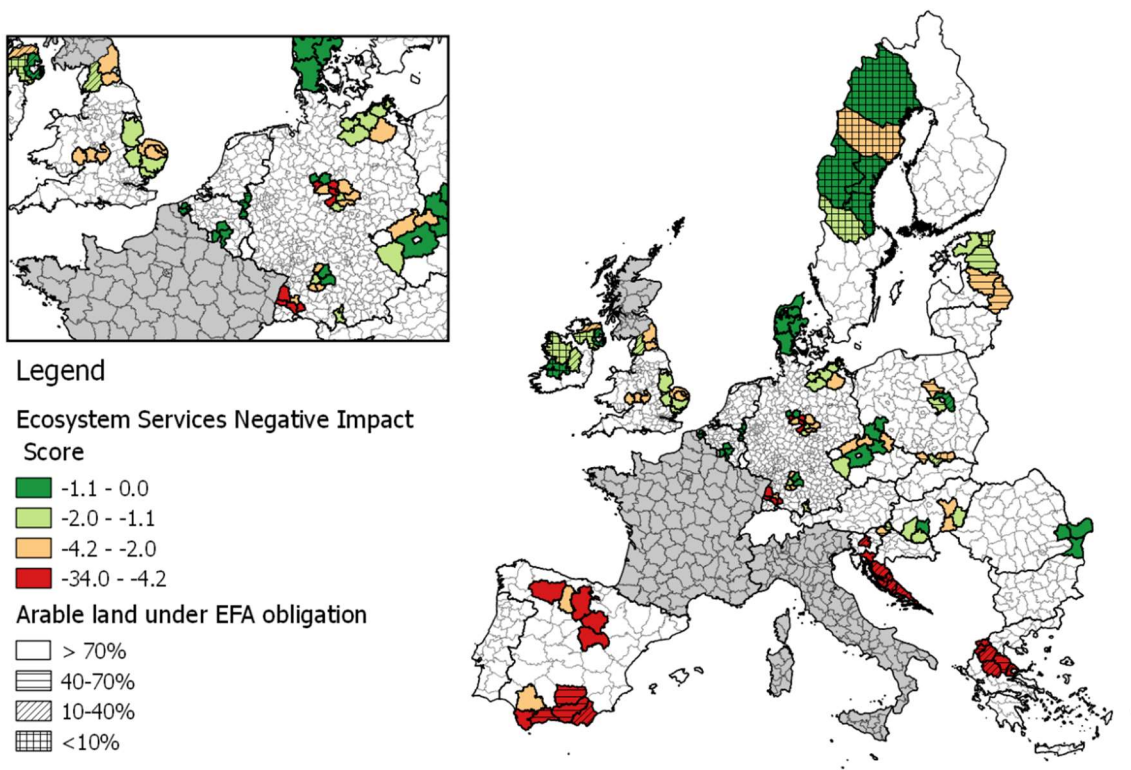 Legend
Ecosystem Services Negative Impact
Score
-1.1 - 0.0
-2.0 - -1.1
-4.2 - -2.0
-34.0 - -4.2
Arable land under EFA obligation
> 70%
40-70%
10-40%
<10%